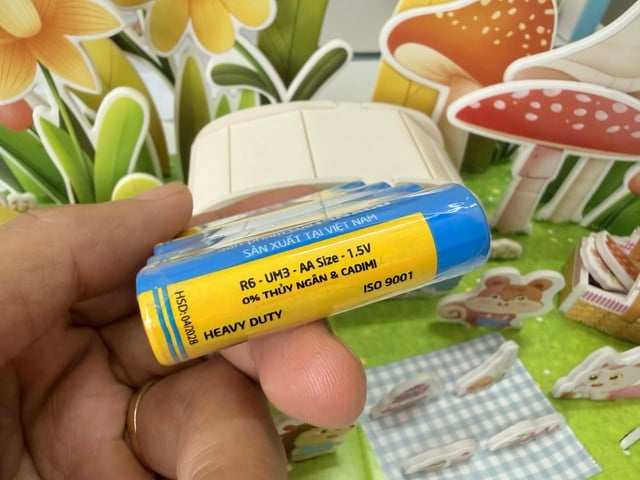 SẢN XUẤT TẠI VIỆT NAM
R6 - UM3 - AA Size - 1.5V
0% THỦY NGÂN & CADIMI
ISO 9001
HEAVY DUTY
HSD: 04/2028